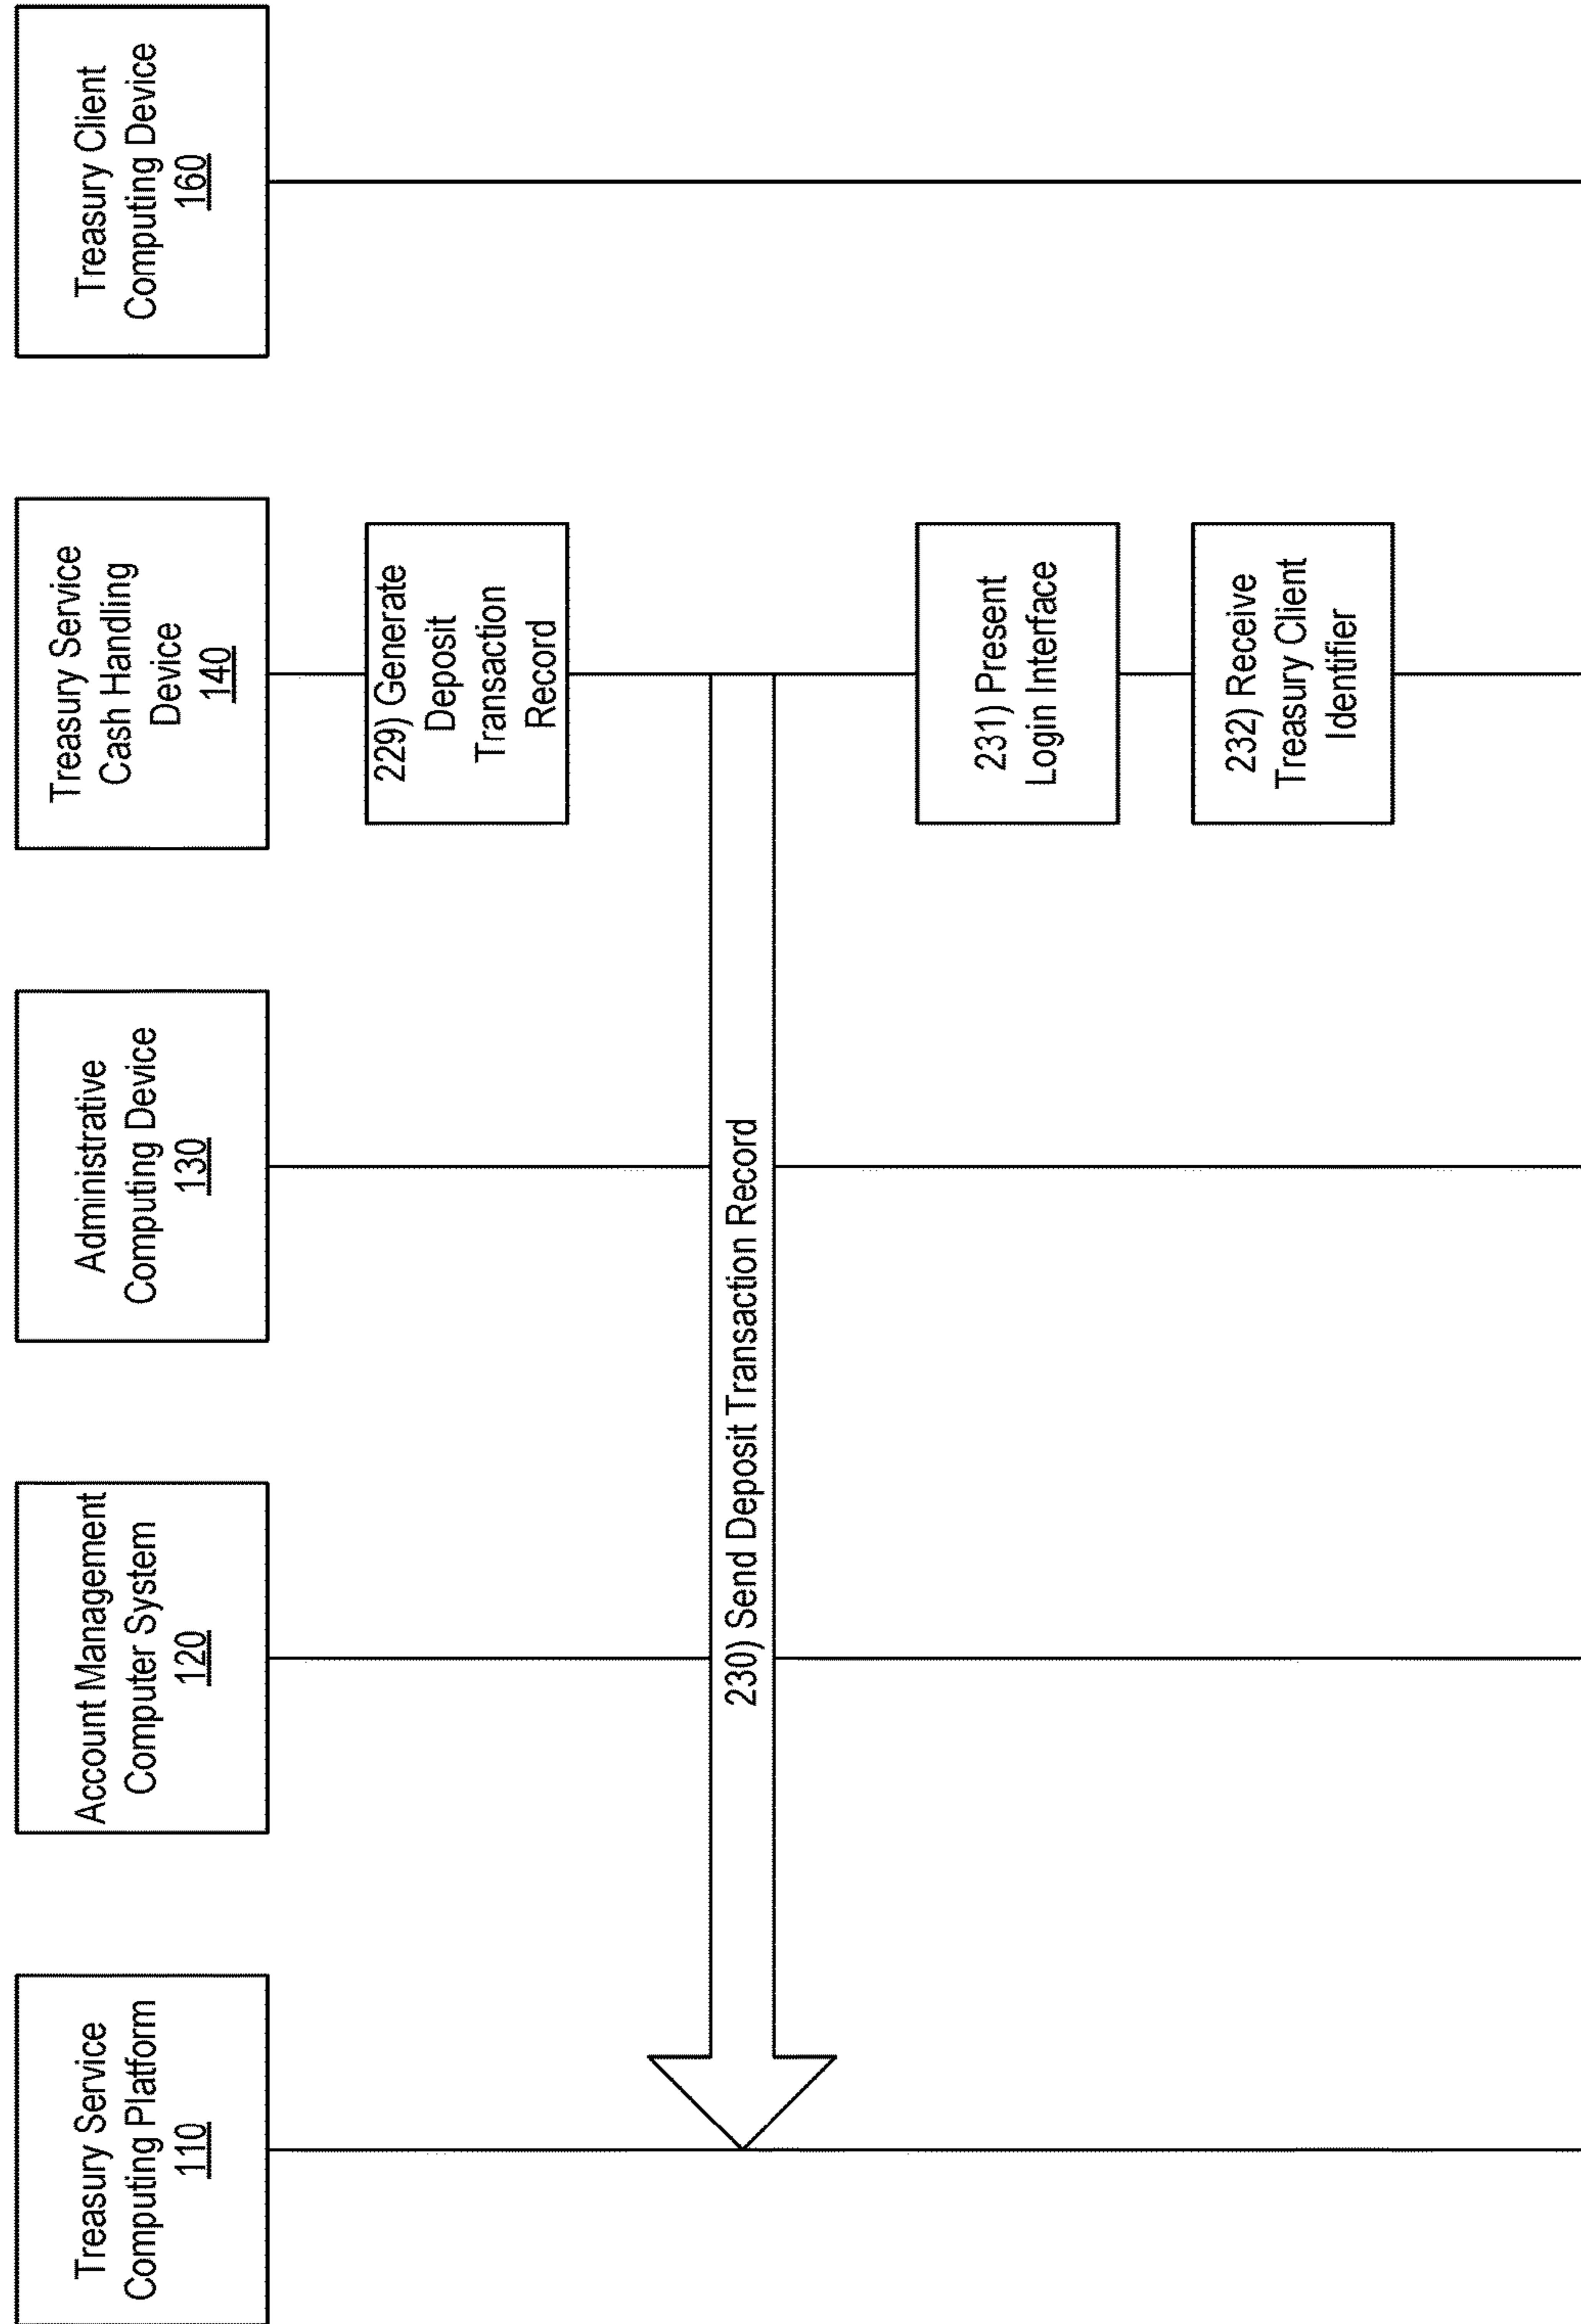 Treasury Service
Computing Platform
110
Account Management
Computer System
120
Administrative
Computing Device
130
Treasury Service
Cash Handling
Device
140
Treasury Client
Computing Device
160
229) Generate
Deposit
Transaction
Record
230) Send Deposit Transaction Record
231) Present
Login Interface
232) Receive
Treasury Client
Identifier